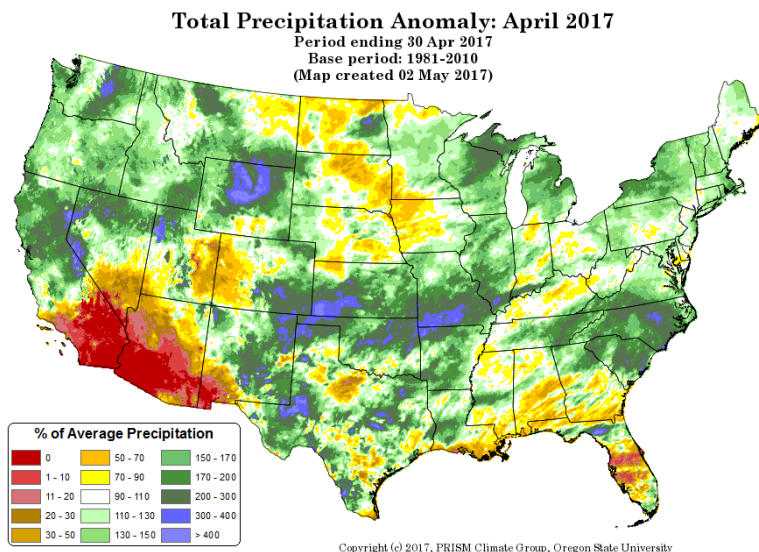 Total Precipitation Anomaly: April 2017
Period ending 30 Apr 2017
Base period: 1981-2010
(Map created 02 May 2017)
% of Average Precipitation
0
1 - 10
11 - 20
20 - 30
30 - 50
50 - 70
70 - 90
90 - 110
110 - 130
130 - 150
150 - 170
170 - 200
200 - 300
300 - 400
> 400
Copyright (c) 2017, PRISM Climate Group, Oregon State University